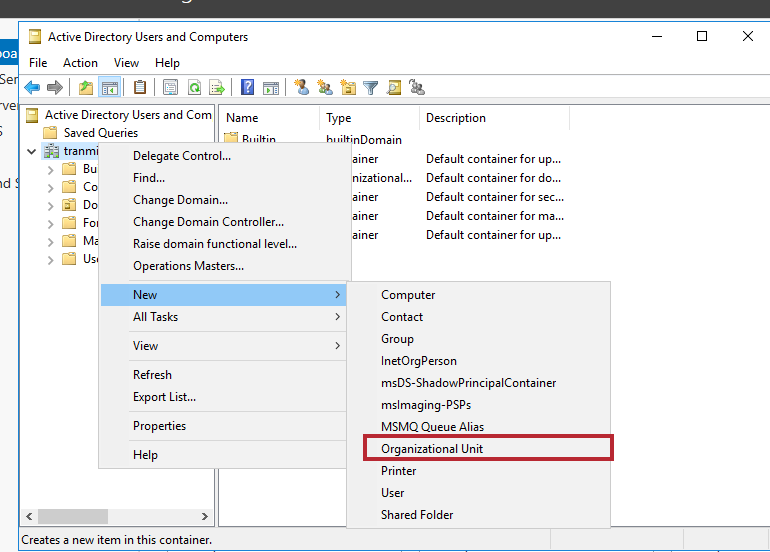 Active Directory Users and Computers
File Action View Help
Active Directory Users and Com
Saved Queries
tranmi
Bu
Co
Do
For
Ma
Use
Name Type Description
Builtin builtinDomain
ainer Default container for up...
nizational... Default container for do...
ainer Default container for sec...
ainer Default container for ma...
ainer Default container for up...
Delegate Control...
Find...
Change Domain...
Change Domain Controller...
Raise domain functional level...
Operations Masters...
New
All Tasks
View
Refresh
Export List...
Properties
Help
Computer
Contact
Group
InetOrgPerson
msDS-ShadowPrincipalContainer
msImaging-PSPs
MSMQ Queue Alias
Organizational Unit
Printer
User
Shared Folder
Creates a new item in this container.